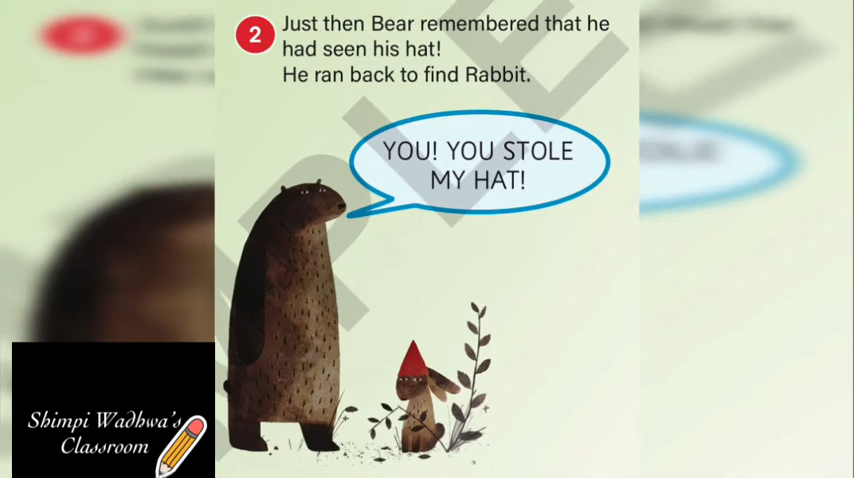 2
Just then Bear remembered that he
had seen his hat!
He ran back to find Rabbit.
YOU! YOU STOLE
MY HAT!
Shimpi Wadhwa's
Classroom